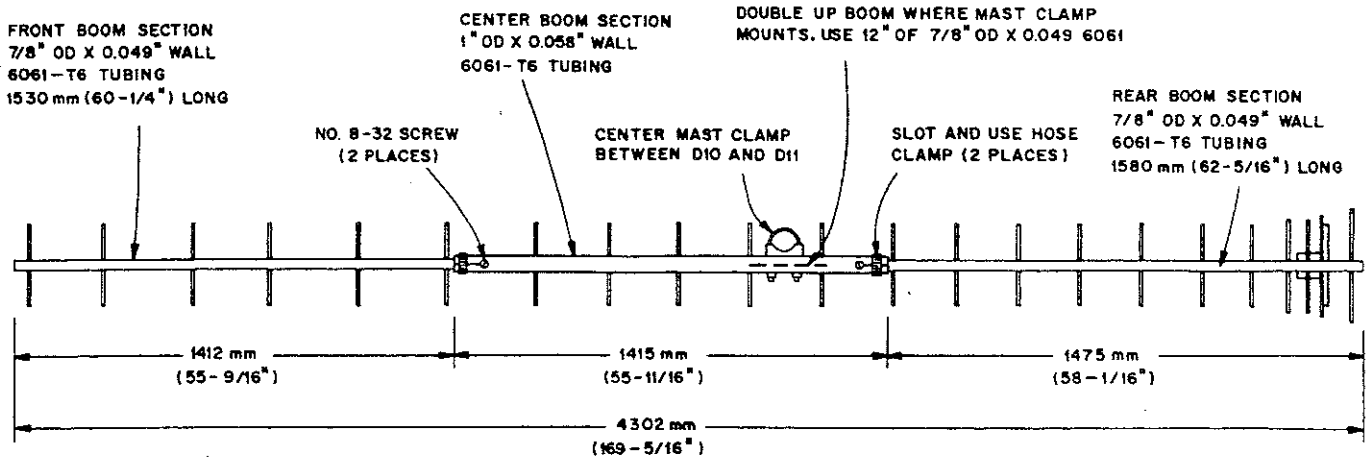 FRONT BOOM SECTION
7/8" OD X 0.049" WALL
6061-T6 TUBING
1530 mm (60-1/4") LONG
CENTER BOOM SECTION
1" OD X 0.058" WALL
6061-T6 TUBING
DOUBLE UP BOOM WHERE MAST CLAMP
MOUNTS. USE 12" OF 7/8" OD X 0.049 6061
REAR BOOM SECTION
7/8" OD X 0.049" WALL
6061-T6 TUBING
1580 mm (62-5/16") LONG
NO. 8-32 SCREW
(2 PLACES)
CENTER MAST CLAMP
BETWEEN D10 AND D11
SLOT AND USE HOSE
CLAMP (2 PLACES)
1412 mm
(55-9/16")
1415 mm
(55-11/16")
1475 mm
(58-1/16")
4302 mm
(169-5/16")